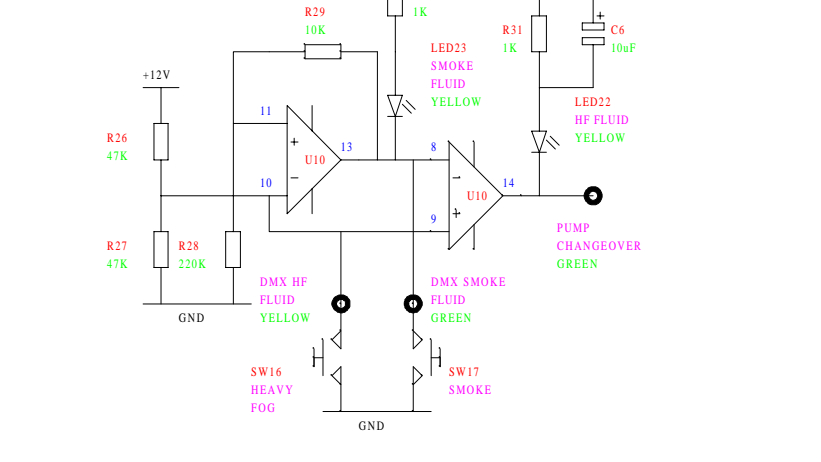 R29
10K
1K
R31
1K
+
C6
10uF
LED23
SMOKE
FLUID
YELLOW
+12V
LED22
HF FLUID
YELLOW
11
R26
47K
+
U10
−
13
8
10
−
U10
+
14
9
R27
47K
R28
220K
PUMP
CHANGEOVER
GREEN
DMX HF
FLUID
YELLOW
DMX SMOKE
FLUID
GREEN
GND
SW16
HEAVY
FOG
SW17
SMOKE
GND